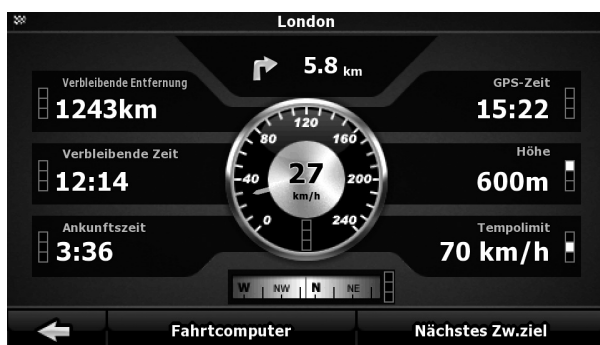 London
5.8 km
Verbleibende Entfernung
1243km
GPS-Zeit
15:22
Verbleibende Zeit
12:14
Höhe
600m
Ankunftszeit
3:36
Tempolimit
70 km/h
0 40 80 120 160 200 240
27
km/h
W NW N NE
Fahrtcomputer
Nächstes Zw.ziel